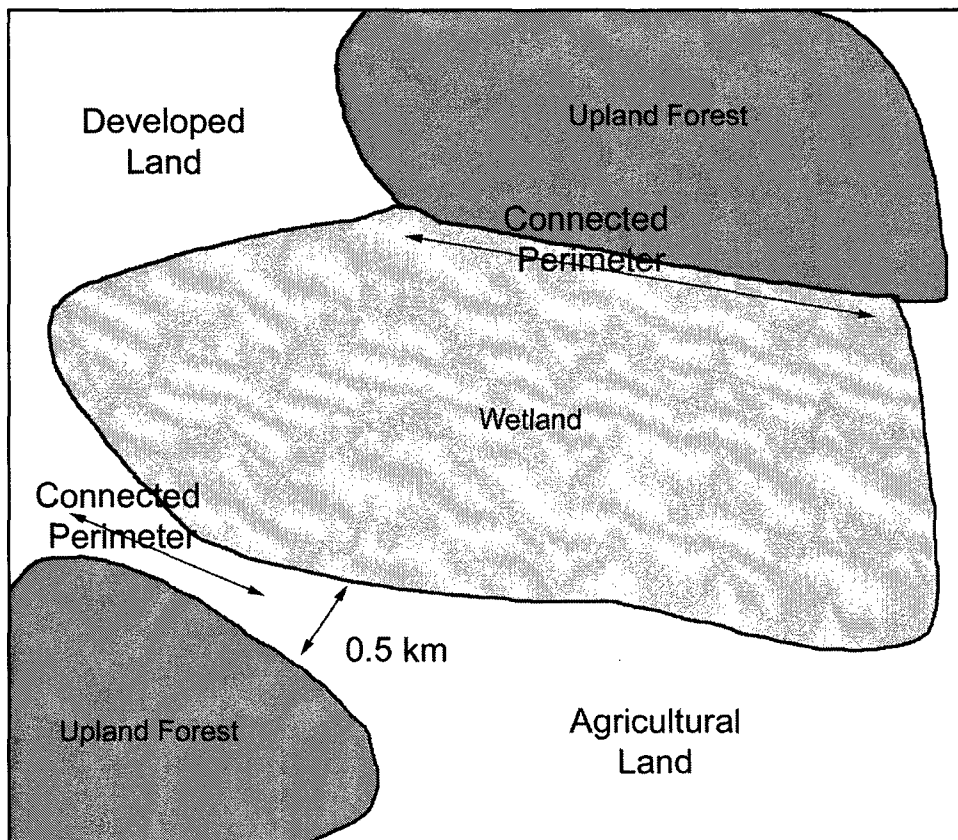 Developed
Land
Upland Forest
Connected
Perimeter
Wetland
Connected
Perimeter
0.5 km
Upland Forest
Agricultural
Land